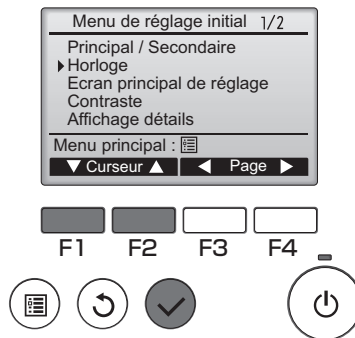 Menu de réglage initial 1/2
Principal / Secondaire
Horloge
Ecran principal de réglage
Contraste
Affichage détails
Menu principal :
Curseur Page
F1 F2 F3 F4